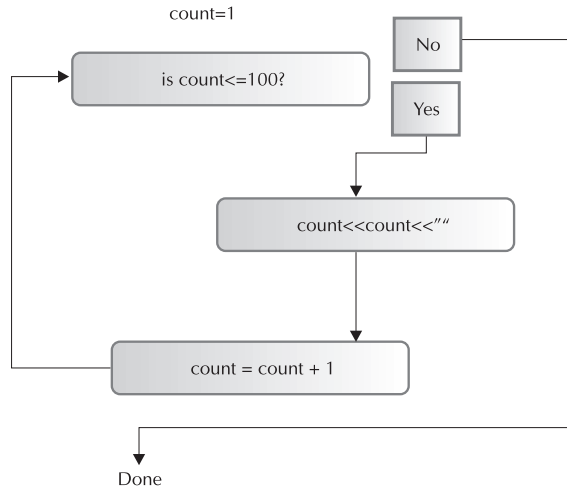 count=1
No
is count<=100?
Yes
count<<count<<”“
count = count + 1
Done